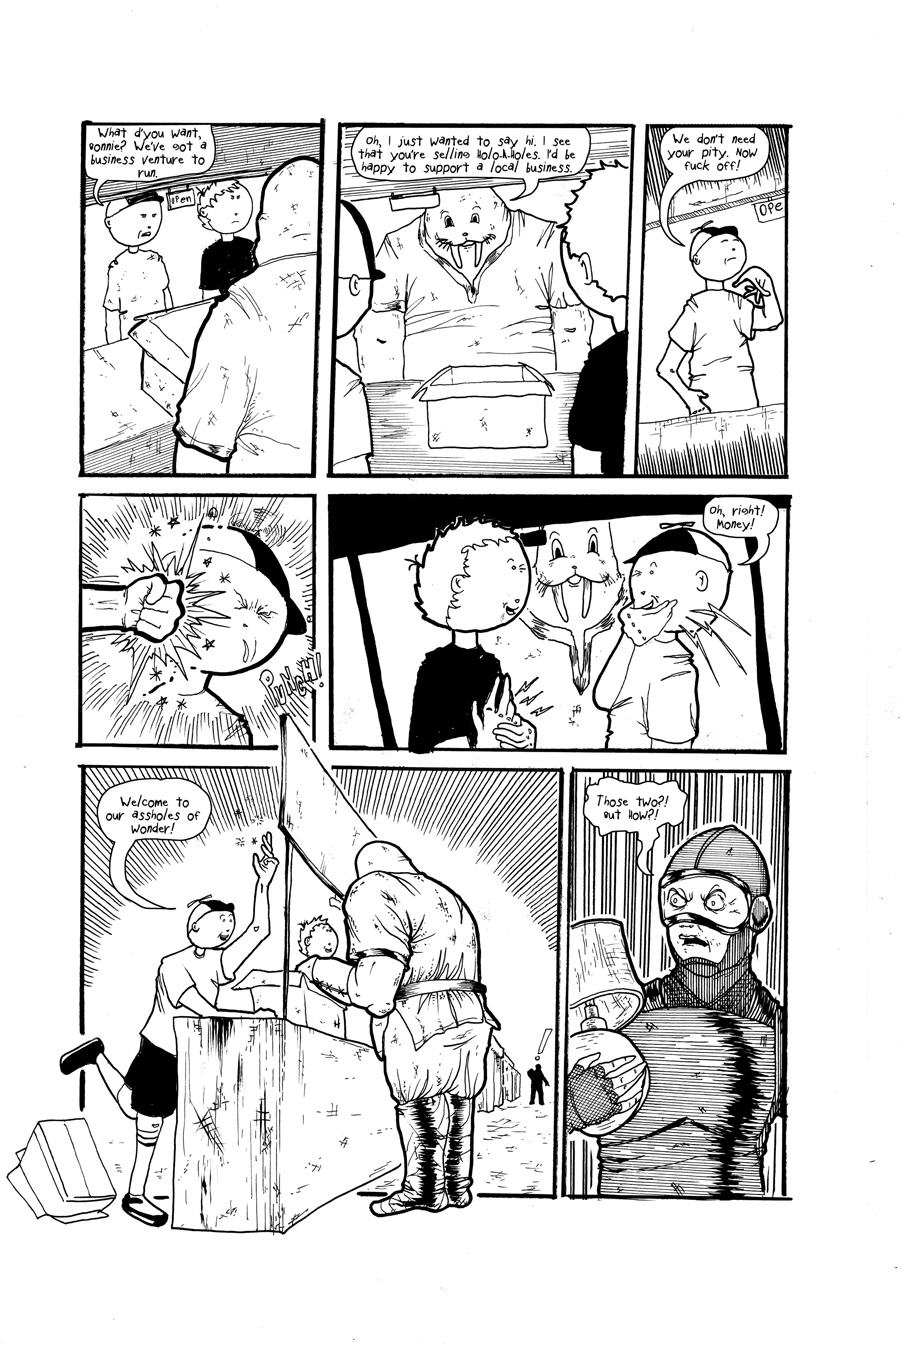 What d'you want,
Bonnie? We've got a
business venture to
run.
OPEN
Oh, I just wanted to say hi. I see
that you're selling Holo-A-Holes. I'd be
happy to support a local business.
We don't need
your pity. Now
fuck off!
OPE
PUNCH!
Oh, right!
Money!
Welcome to
our assholes of
wonder!
!
Those two?!
But HOW?!